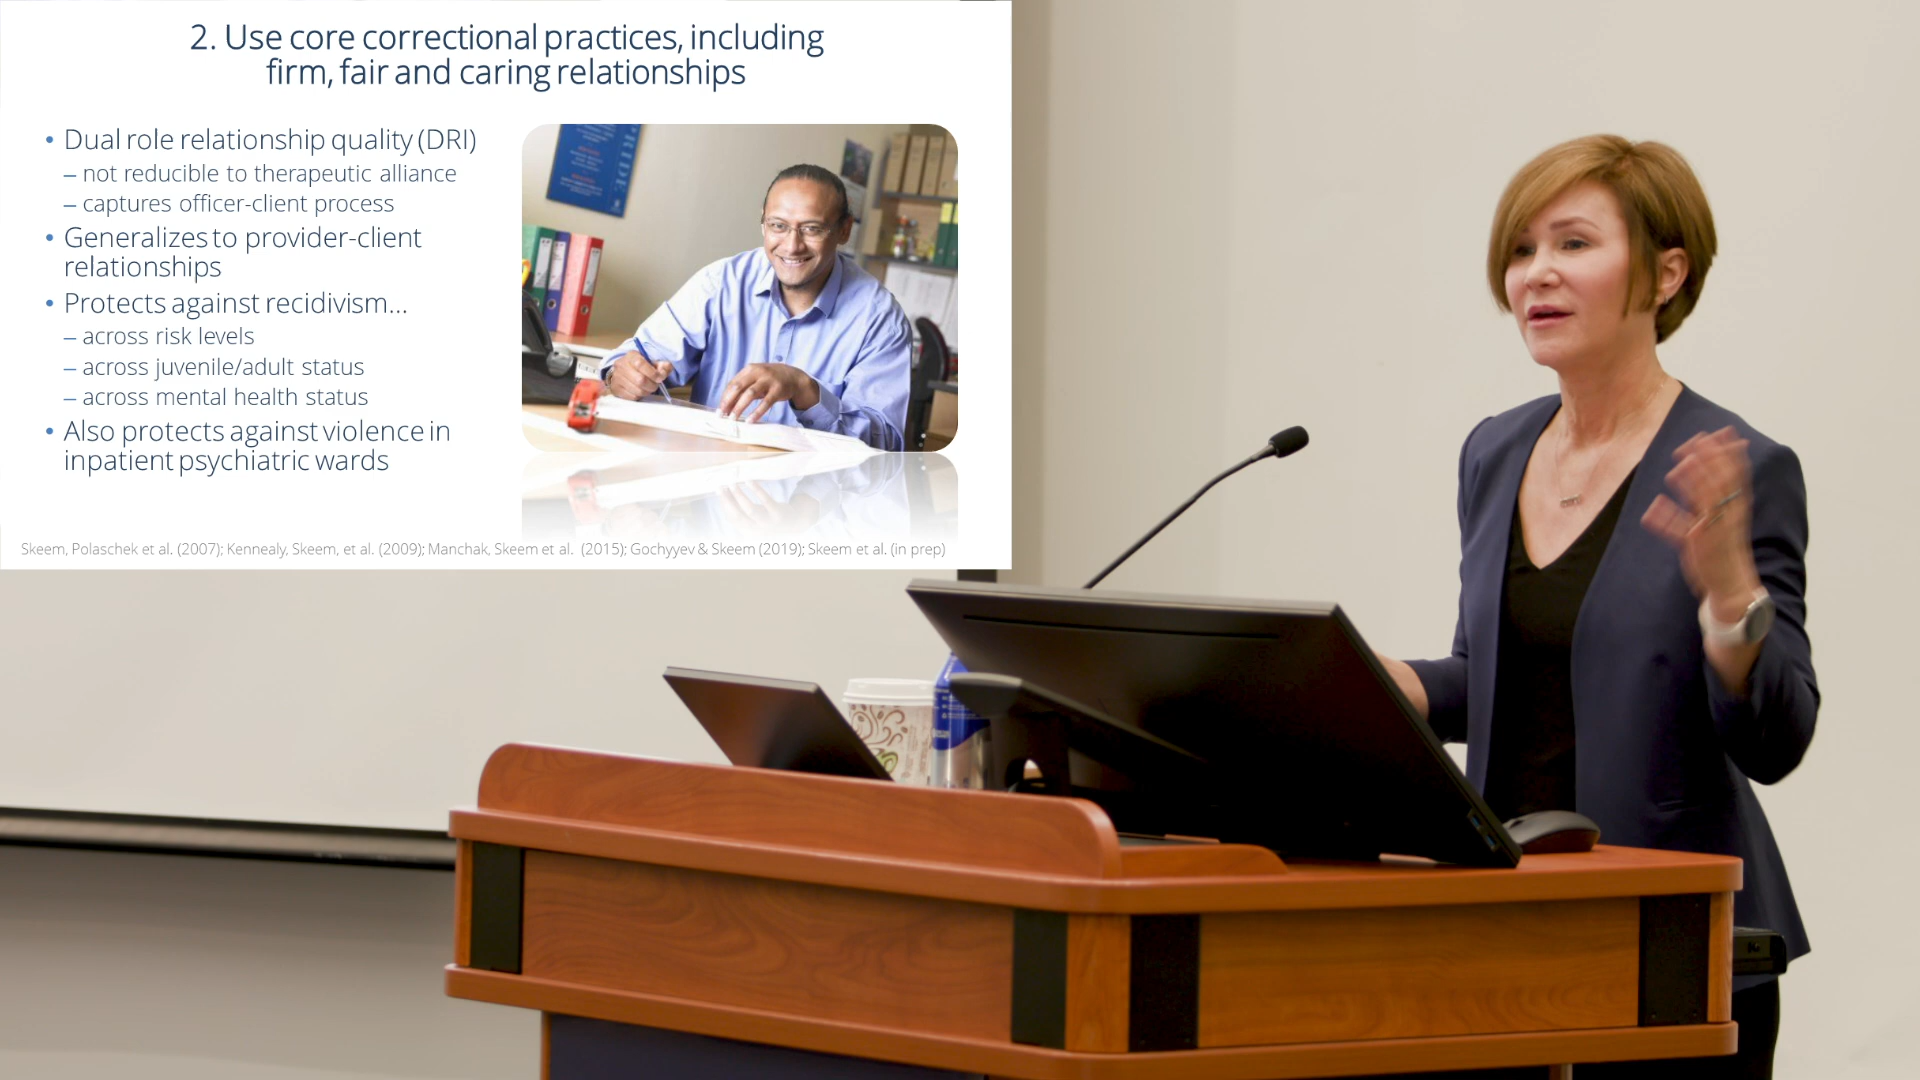 2. Use core correctional practices, including
firm, fair and caring relationships
• Dual role relationship quality (DRI)
– not reducible to therapeutic alliance
– captures officer-client process
• Generalizes to provider-client
relationships
• Protects against recidivism...
– across risk levels
– across juvenile/adult status
– across mental health status
• Also protects against violence in
inpatient psychiatric wards
Skeem, Polaschek et al. (2007); Kennealy, Skeem, et al. (2009); Manchak, Skeem et al. (2015); Gochyyev & Skeem (2019); Skeem et al. (in prep)